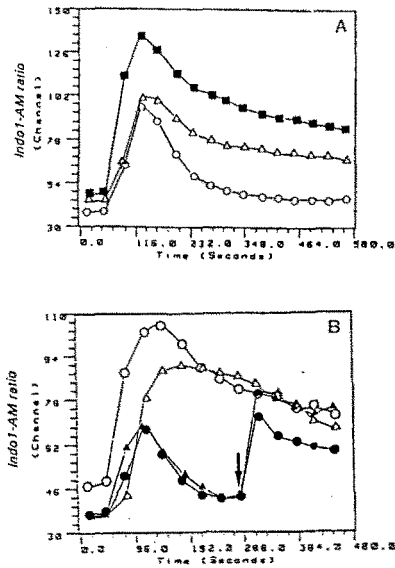 A
150
126
102
78
54
30
Indo1-AM ratio
(Channel)
0.0 116.0 232.0 348.0 464.0 580.0
Time (Seconds)
B
110
94
78
62
46
30
Indo1-AM ratio
(Channel)
0.0 96.0 192.0 288.0 384.0 480.0
Time (Seconds)